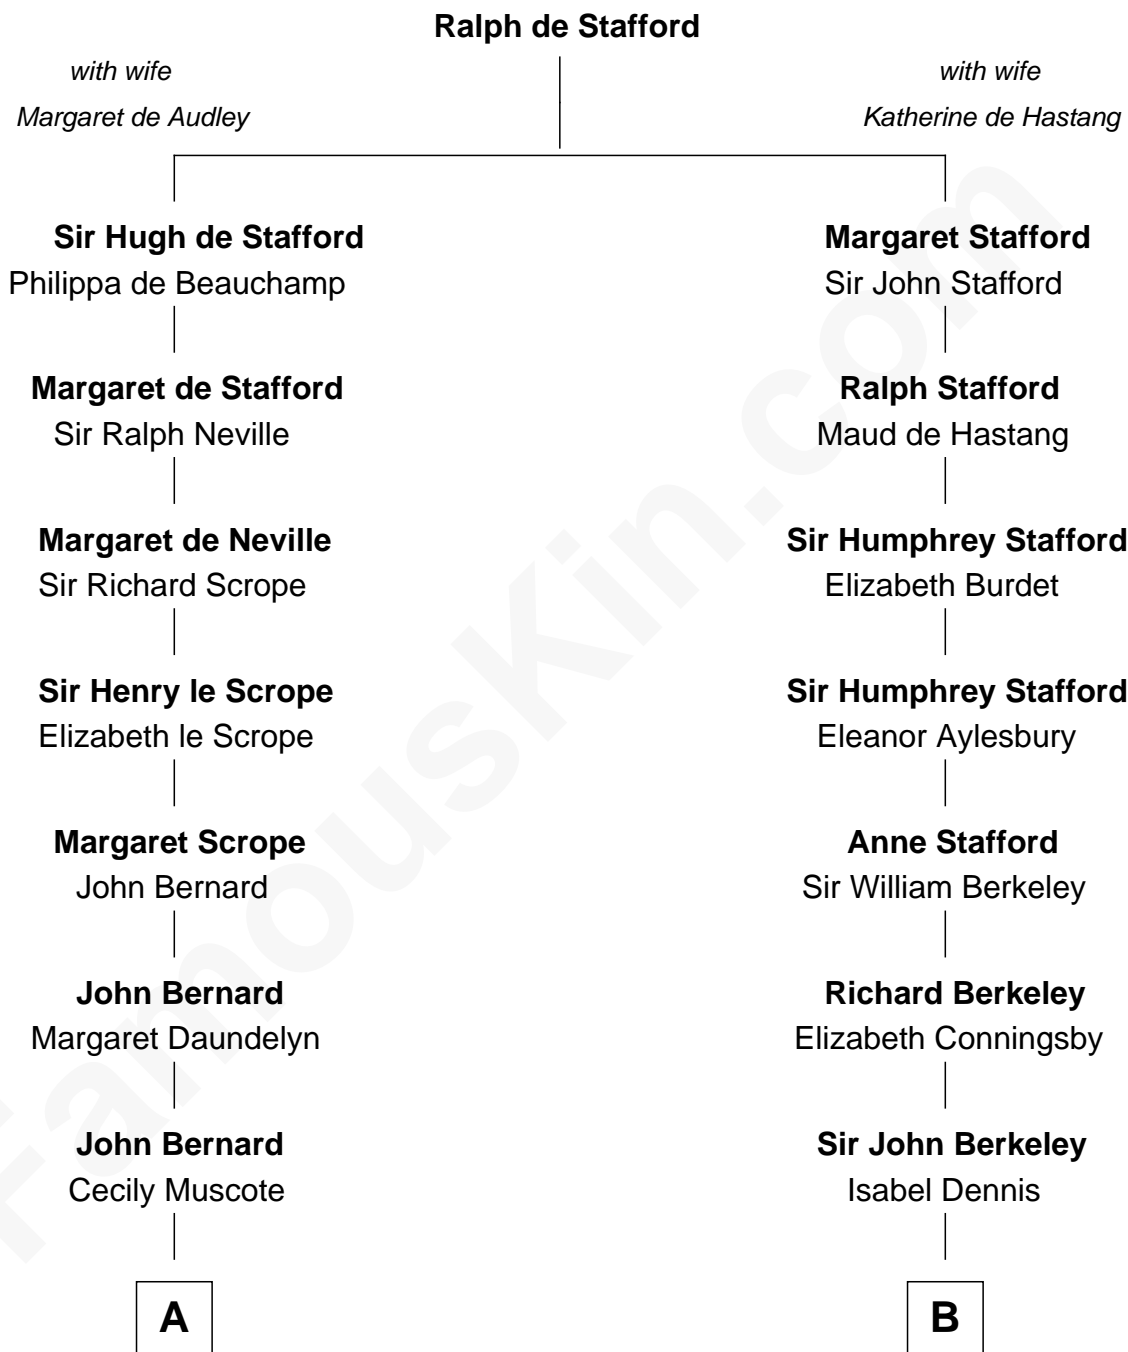 Ralph de Stafford
with wife
Margaret de Audley
with wife
Katherine de Hastang
Sir Hugh de Stafford
Philippa de Beauchamp
Margaret Stafford
Sir John Stafford
Margaret de Stafford
Sir Ralph Neville
Ralph Stafford
Maud de Hastang
Margaret de Neville
Sir Richard Scrope
Sir Humphrey Stafford
Elizabeth Burdet
Sir Henry le Scrope
Elizabeth le Scrope
Sir Humphrey Stafford
Eleanor Aylesbury
Margaret Scrope
John Bernard
Anne Stafford
Sir William Berkeley
John Bernard
Margaret Daundelyn
Richard Berkeley
Elizabeth Conningsby
John Bernard
Cecily Muscote
Sir John Berkeley
Isabel Dennis
A
B
FamousKin.com